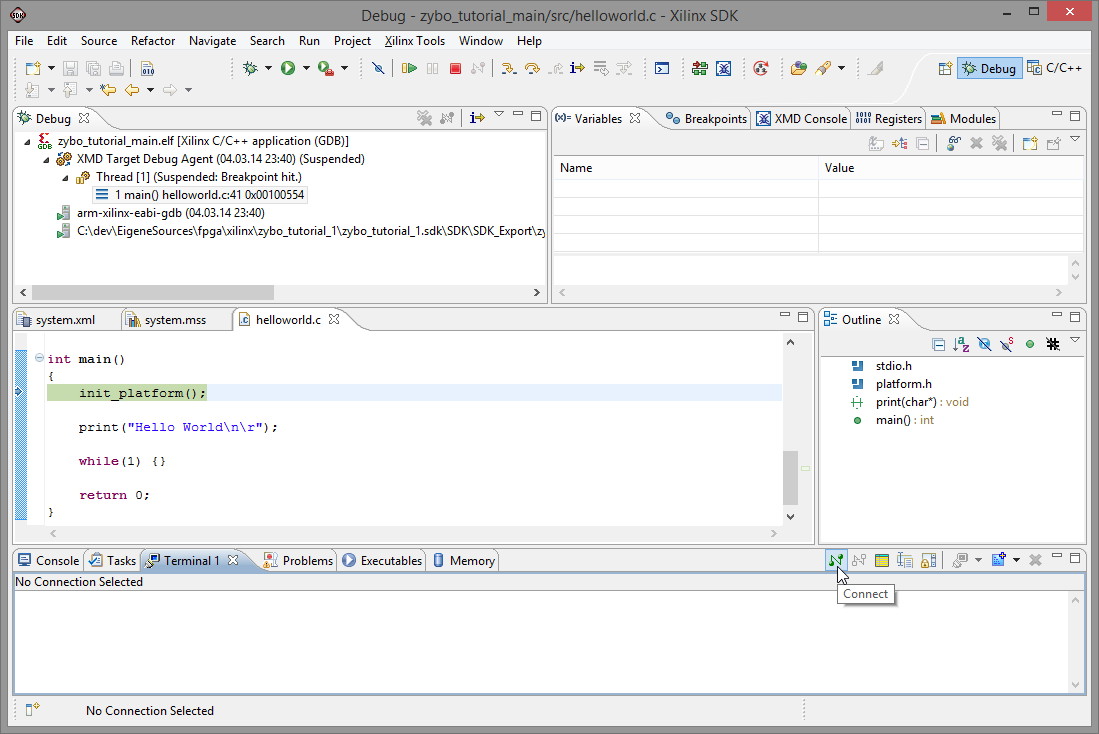 Debug - zybo_tutorial_main/src/helloworld.c - Xilinx SDK
File Edit Source Refactor Navigate Search Run Project Xilinx Tools Window Help
Debug C/C++
Debug
zybo_tutorial_main.elf [Xilinx C/C++ application (GDB)]
XMD Target Debug Agent (04.03.14 23:40) (Suspended)
Thread [1] (Suspended: Breakpoint hit.)
1 main() helloworld.c:41 0x00100554
arm-xilinx-eabi-gdb (04.03.14 23:40)
C:\dev\EigeneSources\fpga\xilinx\zybo_tutorial_1\zybo_tutorial_1.sdk\SDK\SDK_Export\zy
(x)= Variables Breakpoints XMD Console Registers Modules
Name Value
system.xml system.mss helloworld.c
int main()
{
init_platform();
print("Hello World\n\r");
while(1) {}
return 0;
}
Outline
stdio.h
platform.h
print(char*) : void
main() : int
Console Tasks Terminal 1 Problems Executables Memory
No Connection Selected
Connect
No Connection Selected